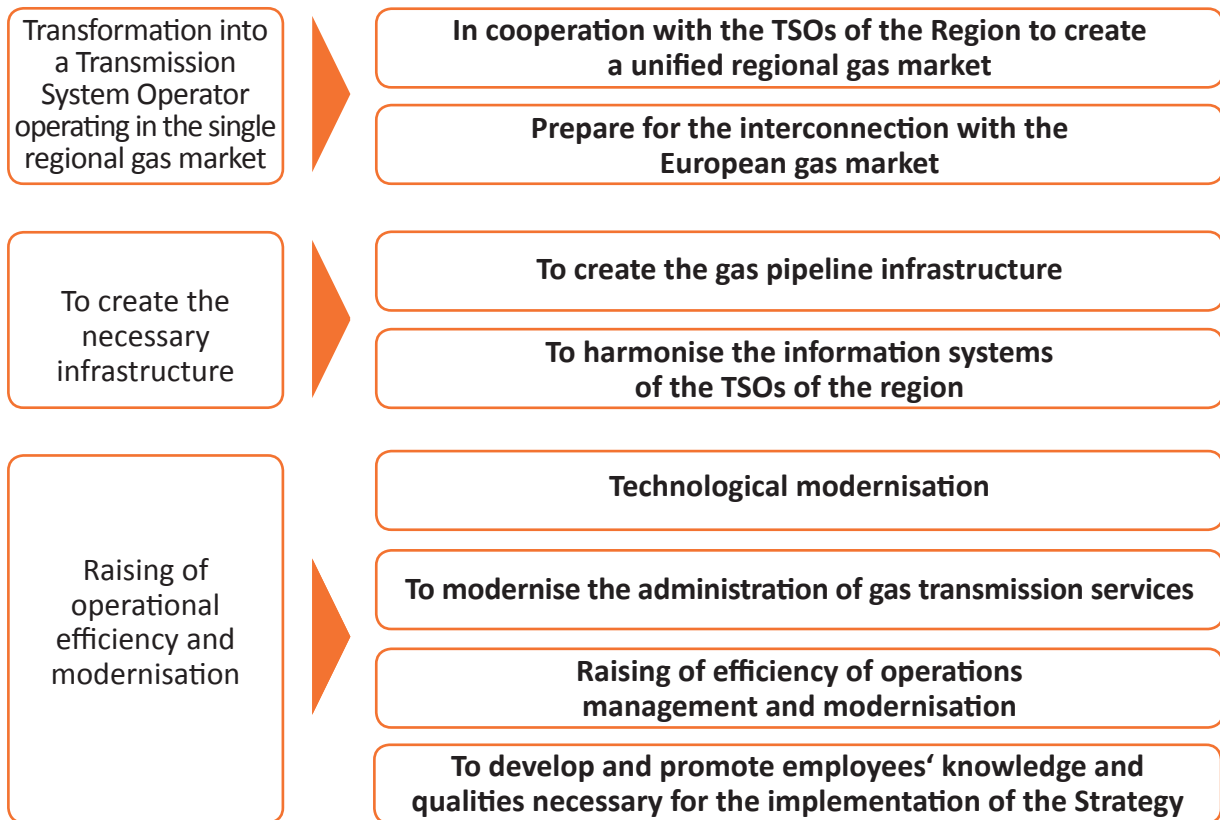 Transformation into
a Transmission
System Operator
operating in the single
regional gas market
In cooperation with the TSOs of the Region to create
a unified regional gas market
Prepare for the interconnection with the
European gas market
To create the
necessary
infrastructure
To create the gas pipeline infrastructure
To harmonise the information systems
of the TSOs of the region
Raising of
operational
efficiency and
modernisation
Technological modernisation
To modernise the administration of gas transmission services
Raising of efficiency of operations
management and modernisation
To develop and promote employees‘ knowledge and
qualities necessary for the implementation of the Strategy